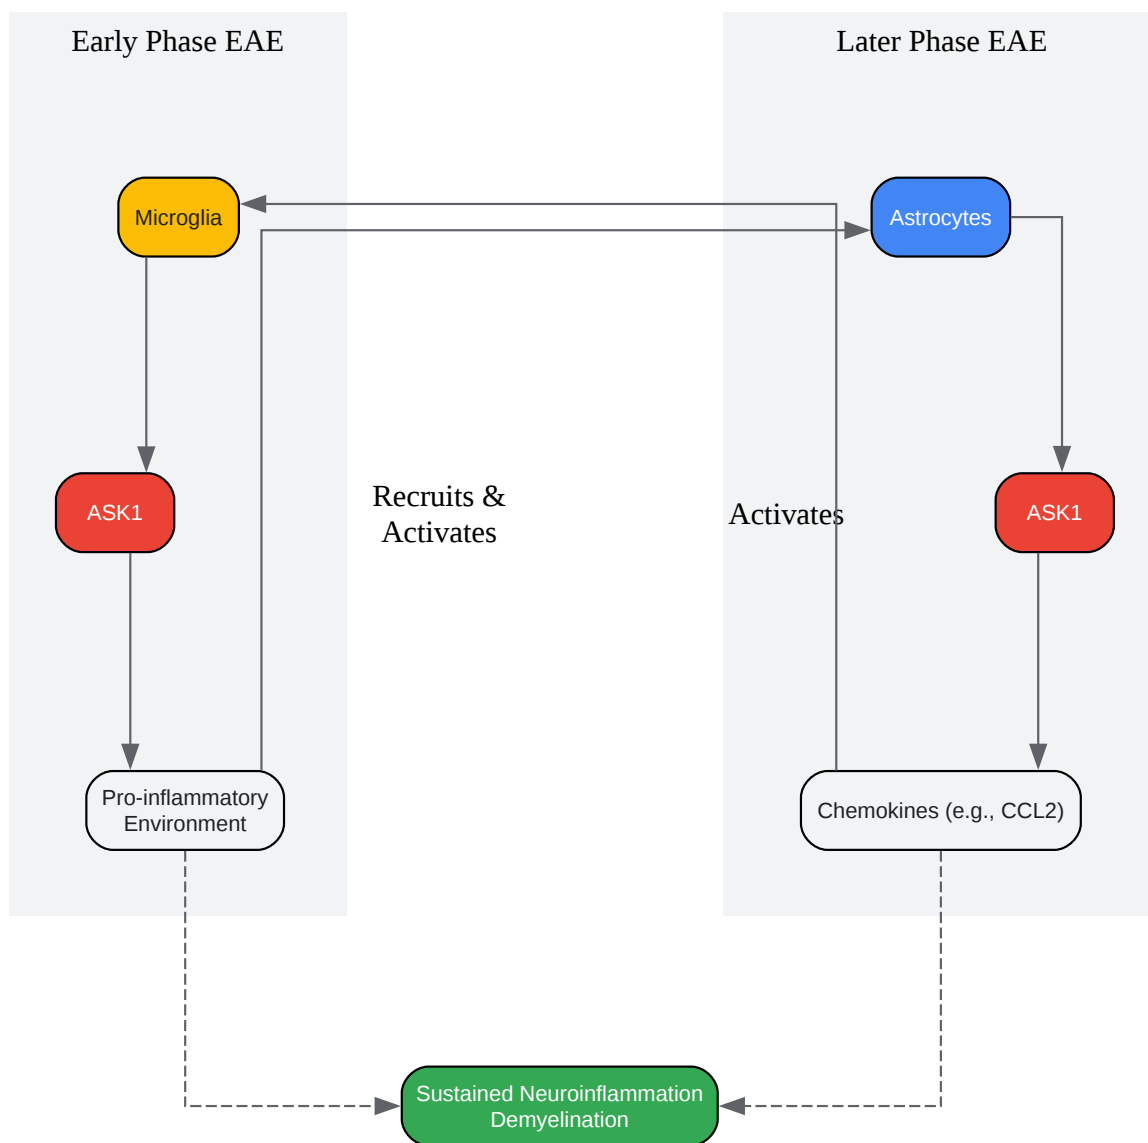 Early Phase EAE
Later Phase EAE
Microglia
Astrocytes
ASK1
Recruits &
Activates
Activates
ASK1
Pro-inflammatory
Environment
Chemokines (e.g., CCL2)
Sustained Neuroinflammation
Demyelination